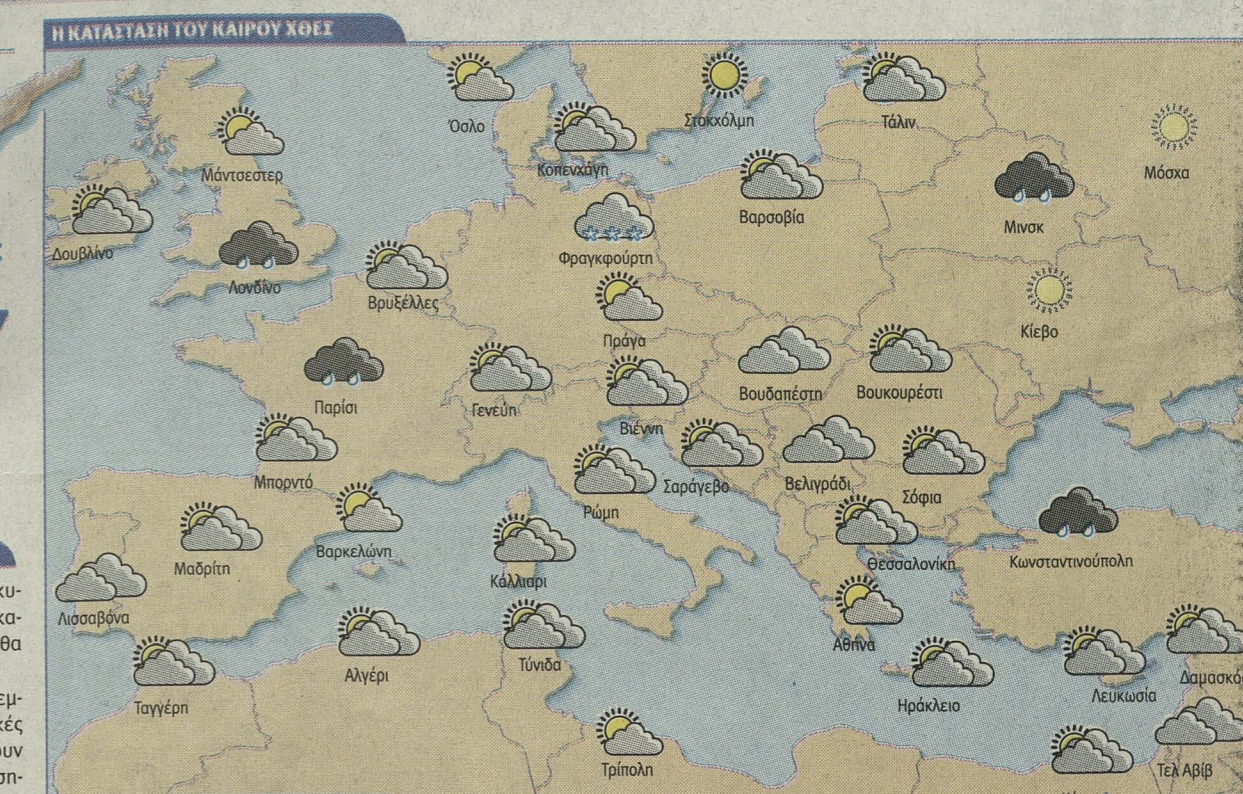 Η ΚΑΤΑΣΤΑΣΗ ΤΟΥ ΚΑΙΡΟΥ ΧΘΕΣ
Όσλο
Στοκχόλμη
Τάλιν
Μάντσεστερ
Κοπενχάγη
Μόσχα
Βαρσοβία
Μινσκ
Δουβλίνο
Φραγκφούρτη
Λονδίνο
Βρυξέλλες
Κίεβο
Πράγα
Παρίσι
Γενεύη
Βουδαπέστη
Βουκουρέστι
Βιέννη
Μπορντό
Σαράγεβο
Βελιγράδι
Σόφια
Ρώμη
Βαρκελώνη
Μαδρίτη
Κάλλιαρι
Θεσσαλονίκη
Κωνσταντινούπολη
Λισσαβόνα
Αθήνα
Τύνιδα
Αλγέρι
Δαμασκό
Λευκωσία
Ταγγέρη
Ηράκλειο
Τρίπολη
Τελ Αβίβ
κυ-
κα-
θα
εμ-
κές
ουν
ση-